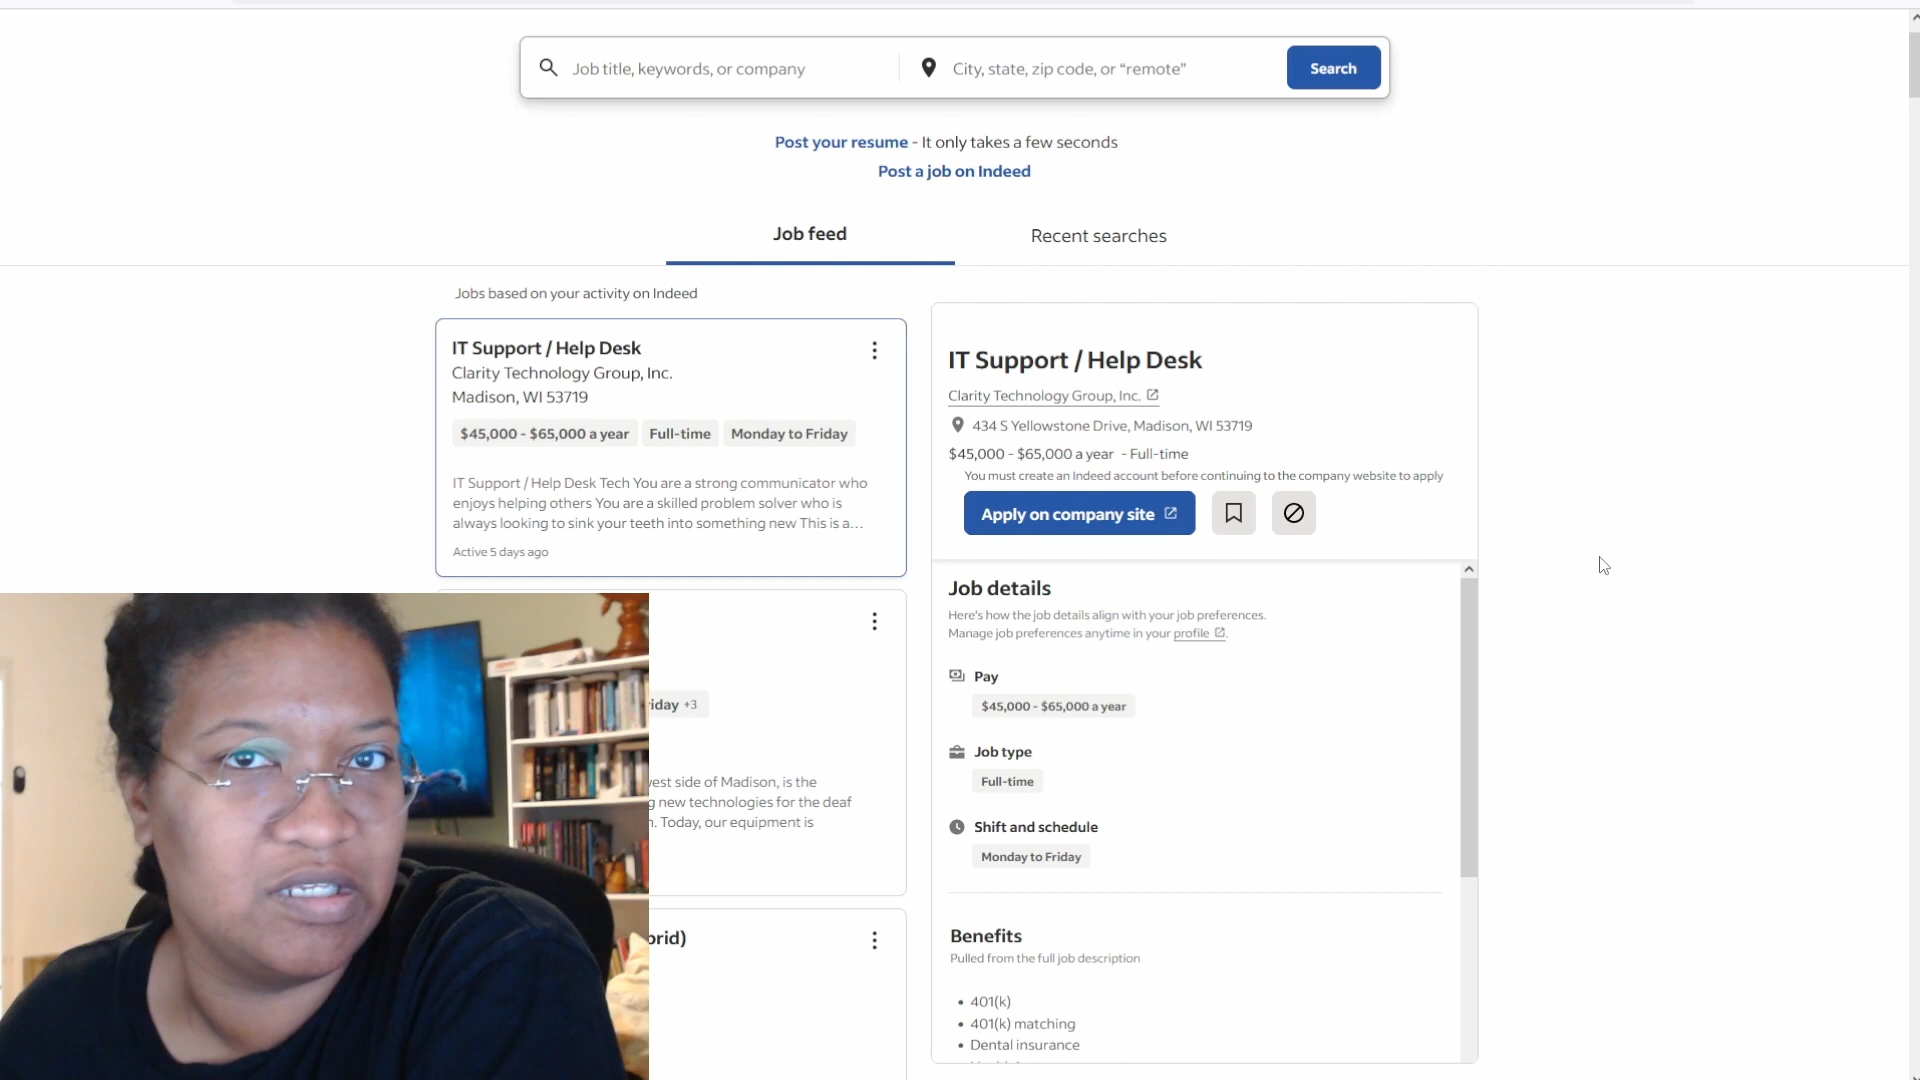 Job title, keywords, or company
City, state, zip code, or “remote”
Search
Post your resume - It only takes a few seconds
Post a job on Indeed
Job feed
Recent searches
Jobs based on your activity on Indeed
IT Support / Help Desk
Clarity Technology Group, Inc.
Madison, WI 53719
$45,000 - $65,000 a year
Full-time
Monday to Friday
IT Support / Help Desk Tech You are a strong communicator who
enjoys helping others You are a skilled problem solver who is
always looking to sink your teeth into something new This is a...
Active 5 days ago
+3
side of Madison, is the
new technologies for the deaf
Today, our equipment is
IT Support / Help Desk
Clarity Technology Group, Inc.
434 S Yellowstone Drive, Madison, WI 53719
$45,000 - $65,000 a year - Full-time
You must create an Indeed account before continuing to the company website to apply
Apply on company site
Job details
Here's how the job details align with your job preferences.
Manage job preferences anytime in your profile.
Pay
$45,000 - $65,000 a year
Job type
Full-time
Shift and schedule
Monday to Friday
Benefits
Pulled from the full job description
• 401(k)
• 401(k) matching
• Dental insurance